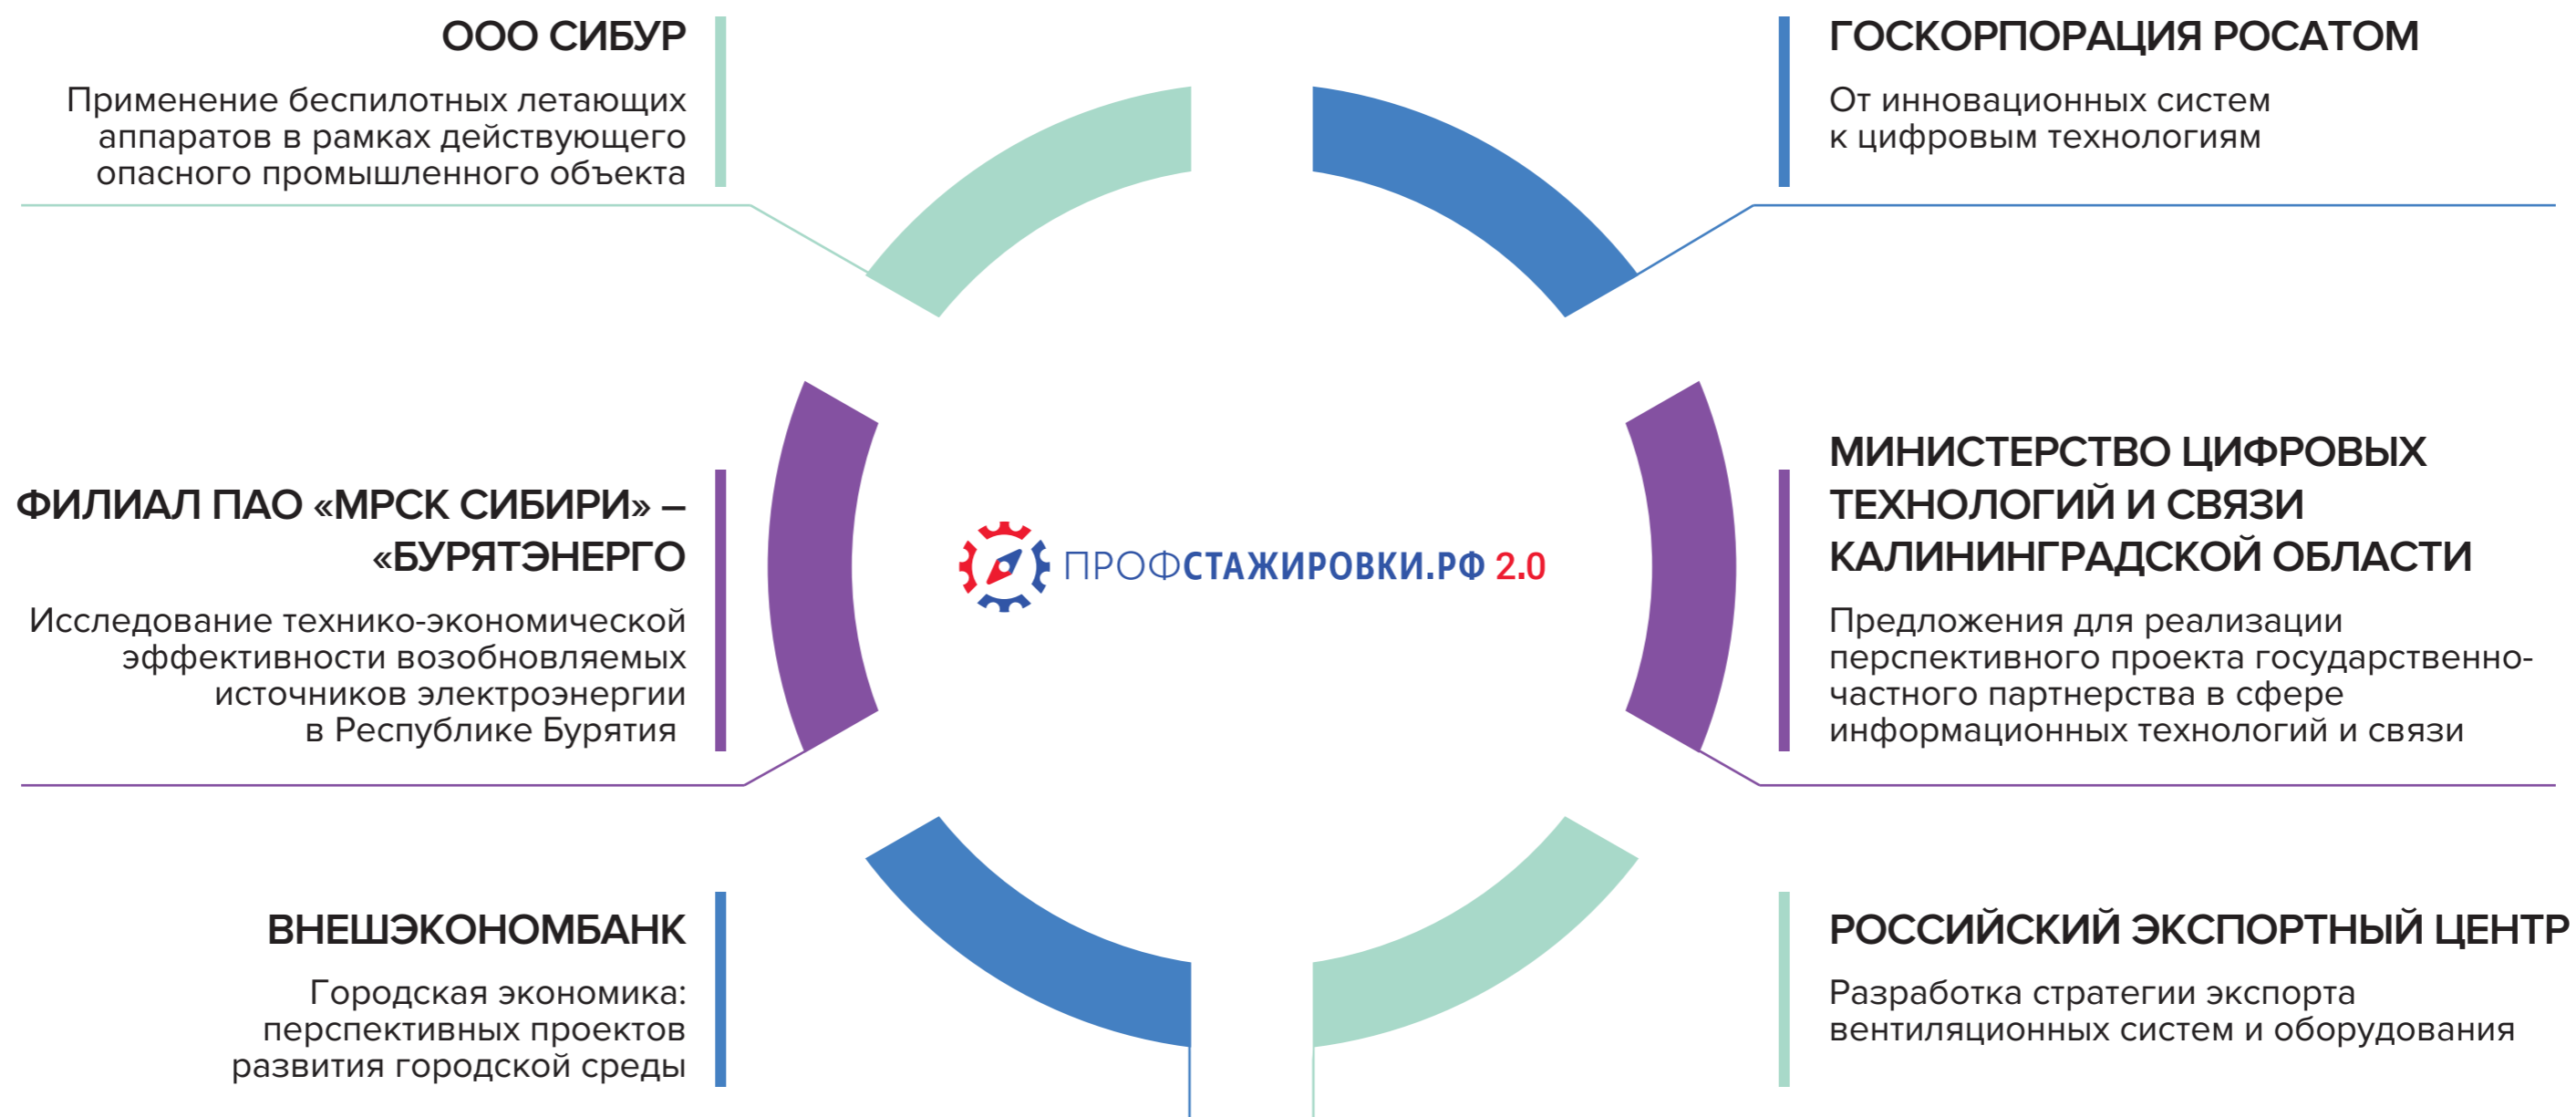 ООО СИБУР
Применение беспилотных летающих
аппаратов в рамках действующего
опасного промышленного объекта
ГОСКОРПОРАЦИЯ РОСАТОМ
От инновационных систем
к цифровым технологиям
ФИЛИАЛ ПАО «МРСК СИБИРИ» –
«БУРЯТЭНЕРГО
Исследование технико-экономической
эффективности возобновляемых
источников электроэнергии
в Республике Бурятия
ПРОФСТАЖИРОВКИ.РФ 2.0
МИНИСТЕРСТВО ЦИФРОВЫХ
ТЕХНОЛОГИЙ И СВЯЗИ
КАЛИНИНГРАДСКОЙ ОБЛАСТИ
Предложения для реализации
перспективного проекта государственно-
частного партнерства в сфере
информационных технологий и связи
ВНЕШЭКОНОМБАНК
Городская экономика:
перспективных проектов
развития городской среды
РОССИЙСКИЙ ЭКСПОРТНЫЙ ЦЕНТР
Разработка стратегии экспорта
вентиляционных систем и оборудования